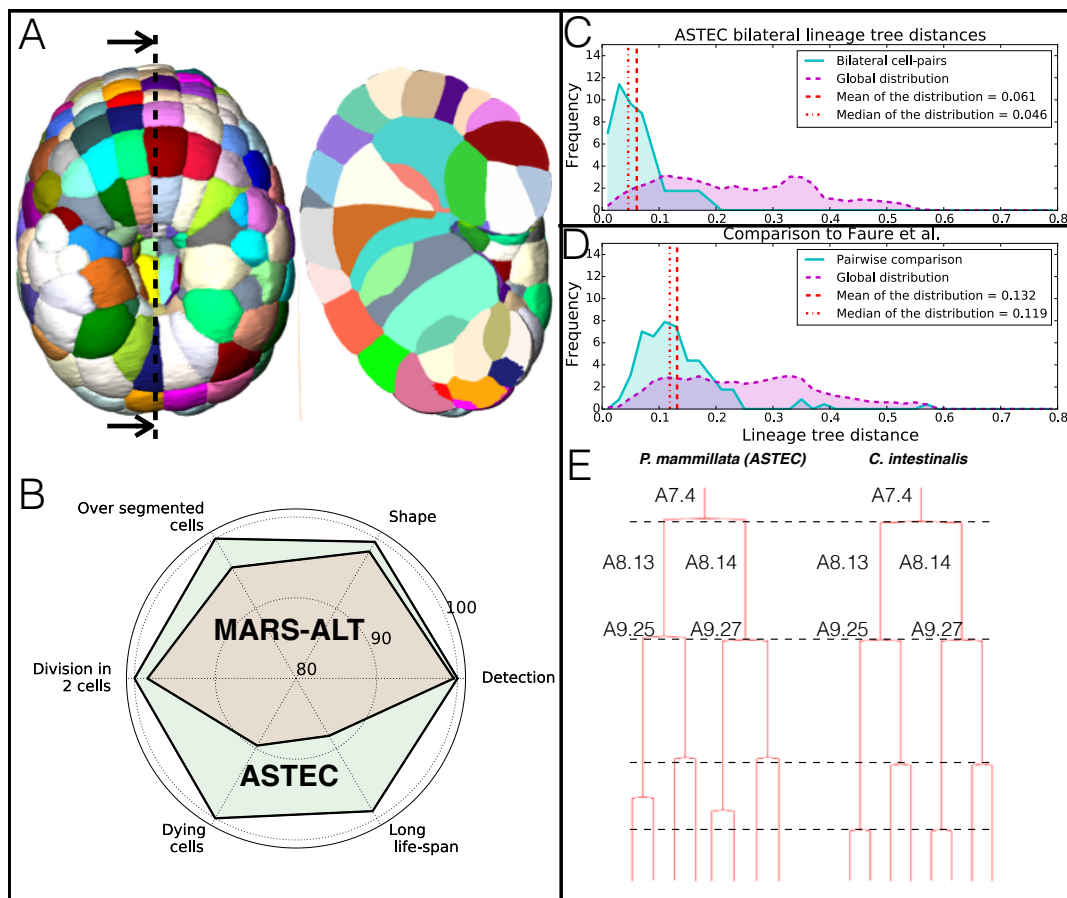 A
B
Over segmented
cells
Shape
100
MARS-ALT
90
80
Division in
2 cells
Detection
ASTEC
Dying
cells
Long
life-span
C
ASTEC bilateral lineage tree distances
14
12
10
8
6
4
2
0
Frequency
Bilateral cell-pairs
Global distribution
Mean of the distribution = 0.061
Median of the distribution = 0.046
0.0 0.1 0.2 0.3 0.4 0.5 0.6 0.7 0.8
D
Comparison to Faure et al.
14
12
10
8
6
4
2
0
Frequency
Pairwise comparison
Global distribution
Mean of the distribution = 0.132
Median of the distribution = 0.119
0.0 0.1 0.2 0.3 0.4 0.5 0.6 0.7 0.8
Lineage tree distance
E
P. mammillata (ASTEC) C. intestinalis
A7.4 A7.4
A8.13 A8.14 A8.13 A8.14
A9.25 A9.27 A9.25 A9.27